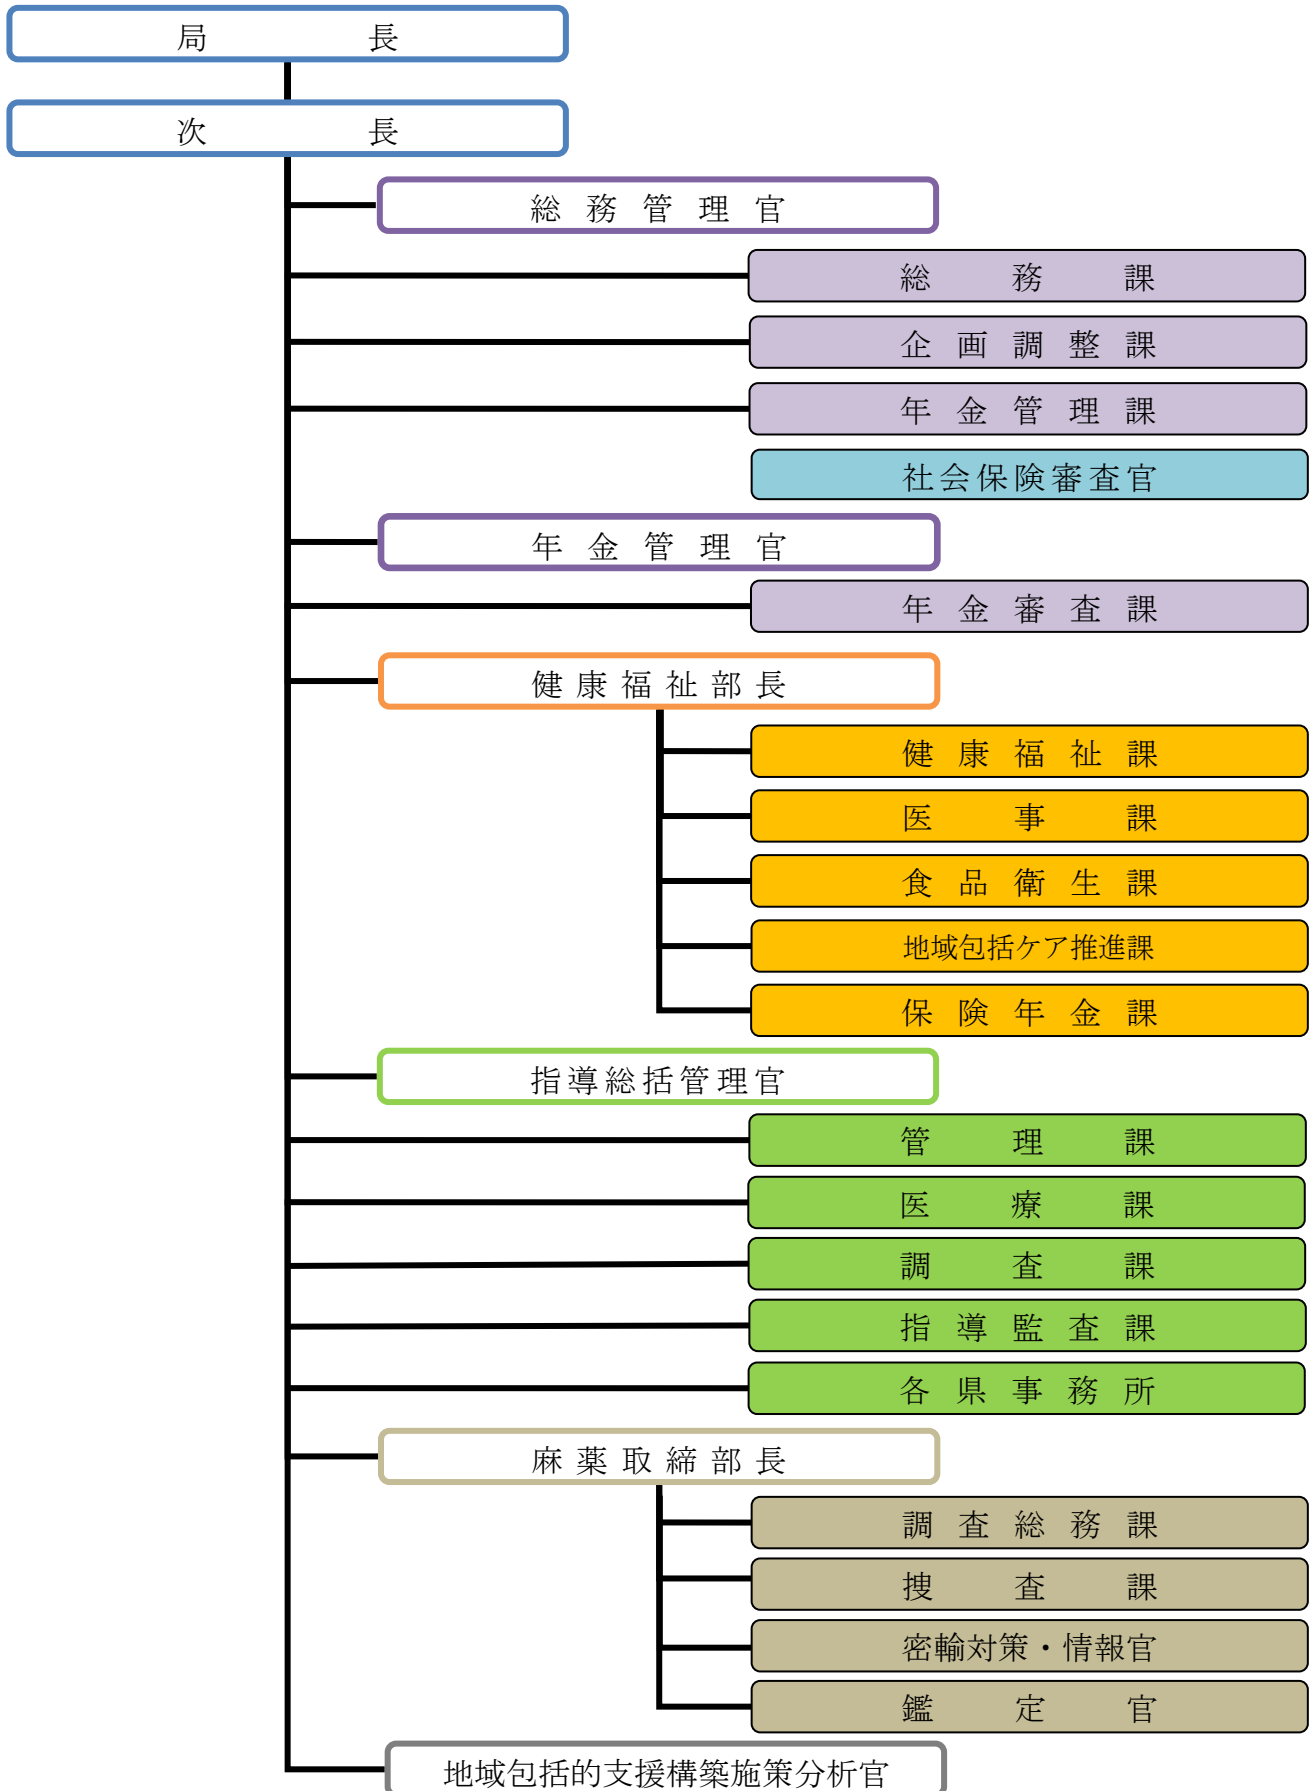 局長
次長
総務管理官
総務課
企画調整課
年金管理課
社会保険審査官
年金管理官
年金審査課
健康福祉部長
健康福祉課
医事課
食品衛生課
地域包括ケア推進課
保険年金課
指導総括管理官
管理課
医療課
調査課
指導監査課
各県事務所
麻薬取締部長
調査総務課
捜査課
密輸対策・情報官
鑑定官
地域包括的支援構築施策分析官